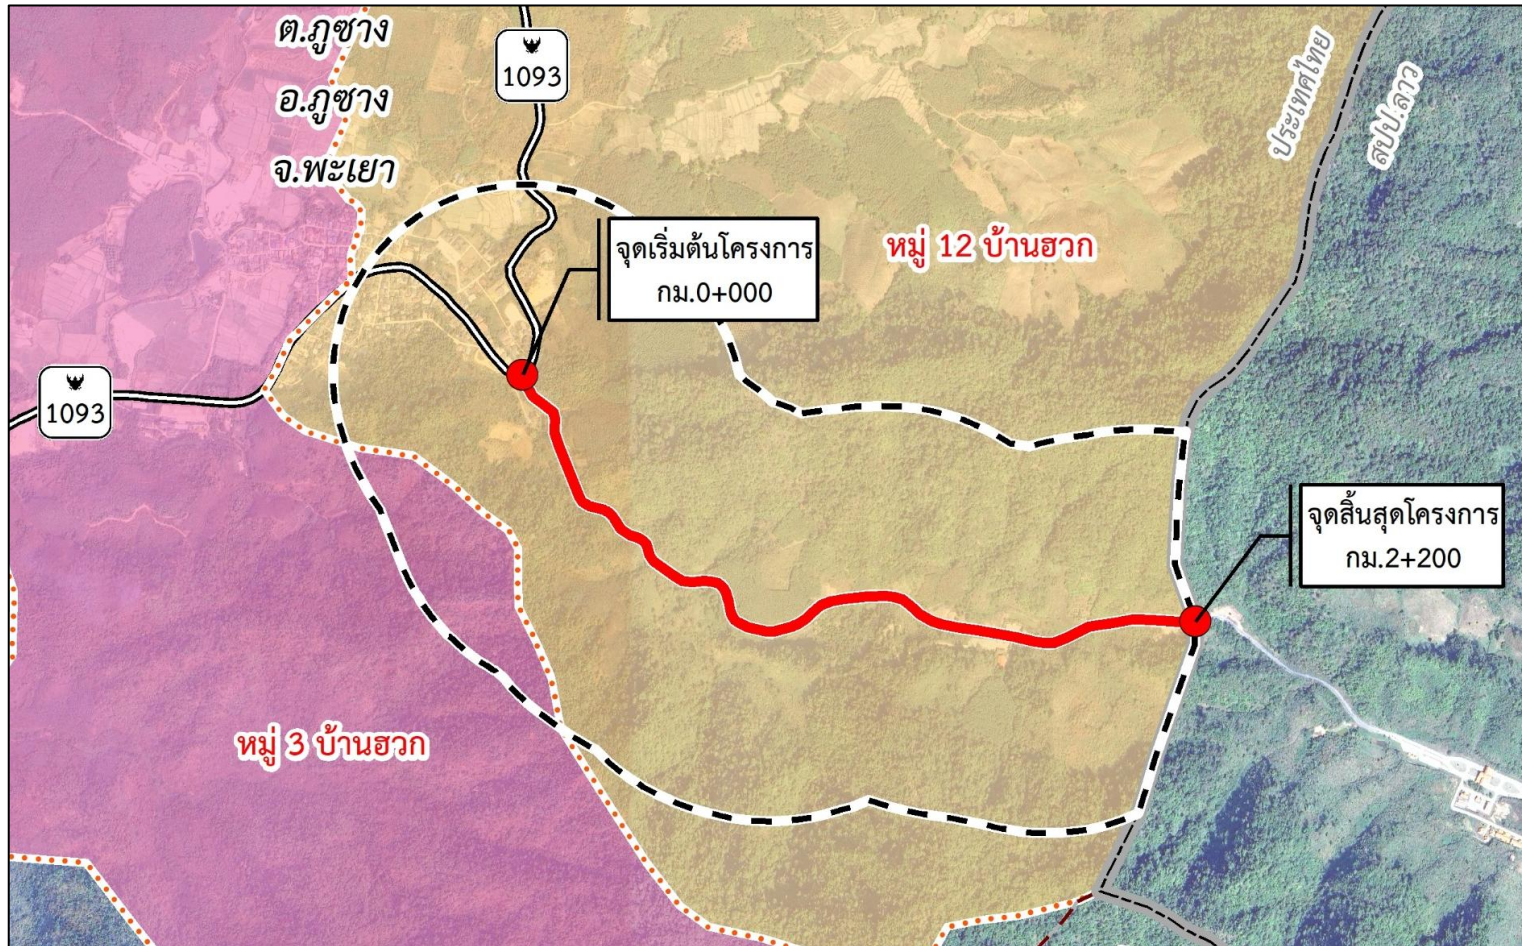 ต.ภูซาง
อ.ภูซาง
จ.พะเยา
1093
ประเทศไทย
สปป.ลาว
จุดเริ่มต้นโครงการ
กม.0+000
หมู่ 12 บ้านฮวก
1093
จุดสิ้นสุดโครงการ
กม.2+200
หมู่ 3 บ้านฮวก